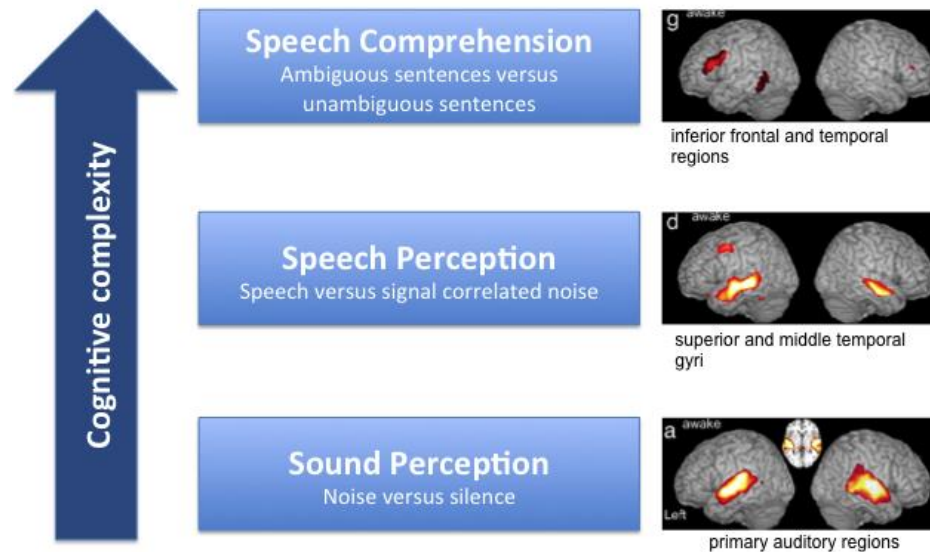 Cognitive complexity
Speech Comprehension
Ambiguous sentences versus
unambiguous sentences
g awake
inferior frontal and temporal
regions
Speech Perception
Speech versus signal correlated noise
d awake
superior and middle temporal
gyri
Sound Perception
Noise versus silence
a awake
Left
primary auditory regions